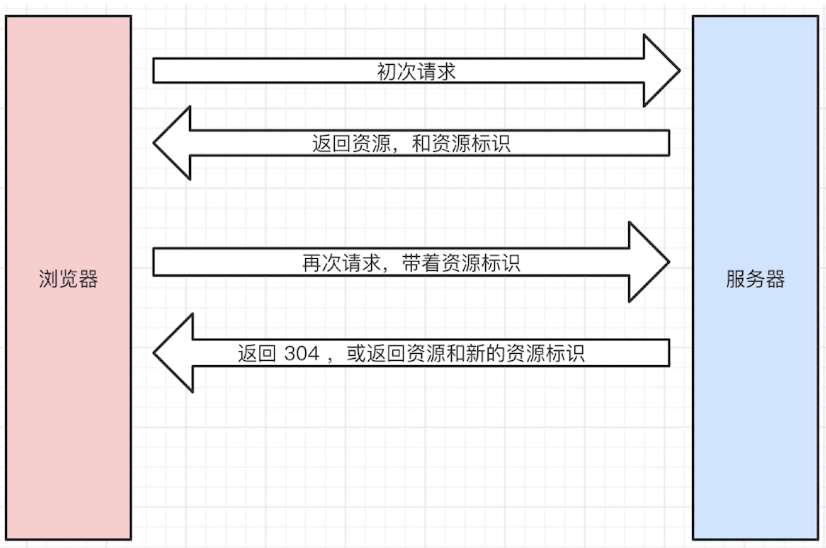 初次请求
返回资源，和资源标识
浏览器
再次请求，带着资源标识
服务器
返回 304 ，或返回资源和新的资源标识